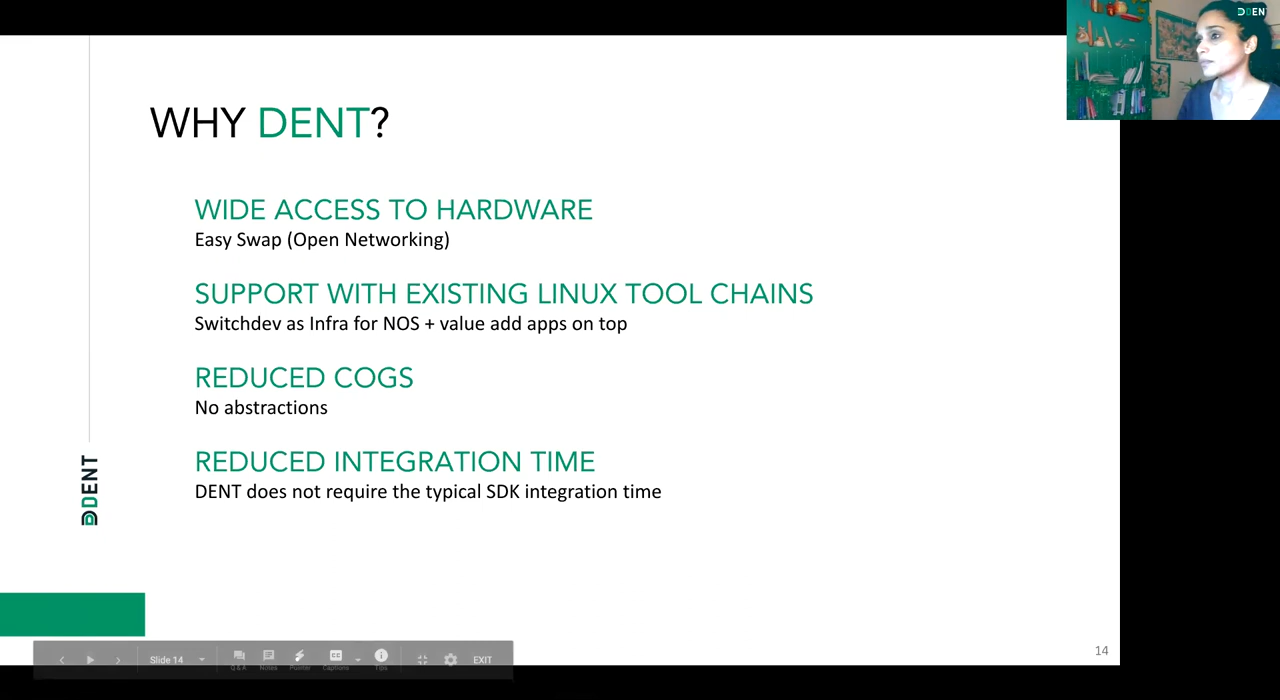 DENT
WHY DENT?
WIDE ACCESS TO HARDWARE
Easy Swap (Open Networking)
SUPPORT WITH EXISTING LINUX TOOL CHAINS
Switchdev as Infra for NOS + value add apps on top
REDUCED COGS
No abstractions
REDUCED INTEGRATION TIME
DENT does not require the typical SDK integration time
DENT
Slide 14
Q & A
Notes
Pointer
CC
Captions
Tips
EXIT
14